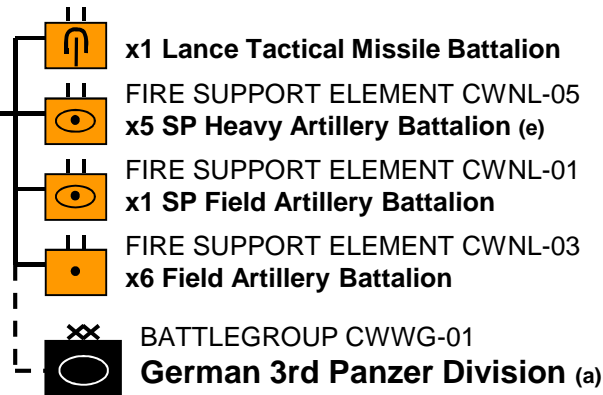 x1 Lance Tactical Missile Battalion
FIRE SUPPORT ELEMENT CWNL-05
x5 SP Heavy Artillery Battalion (e)
FIRE SUPPORT ELEMENT CWNL-01
x1 SP Field Artillery Battalion
FIRE SUPPORT ELEMENT CWNL-03
x6 Field Artillery Battalion
BATTLEGROUP CWWG-01
German 3rd Panzer Division (a)